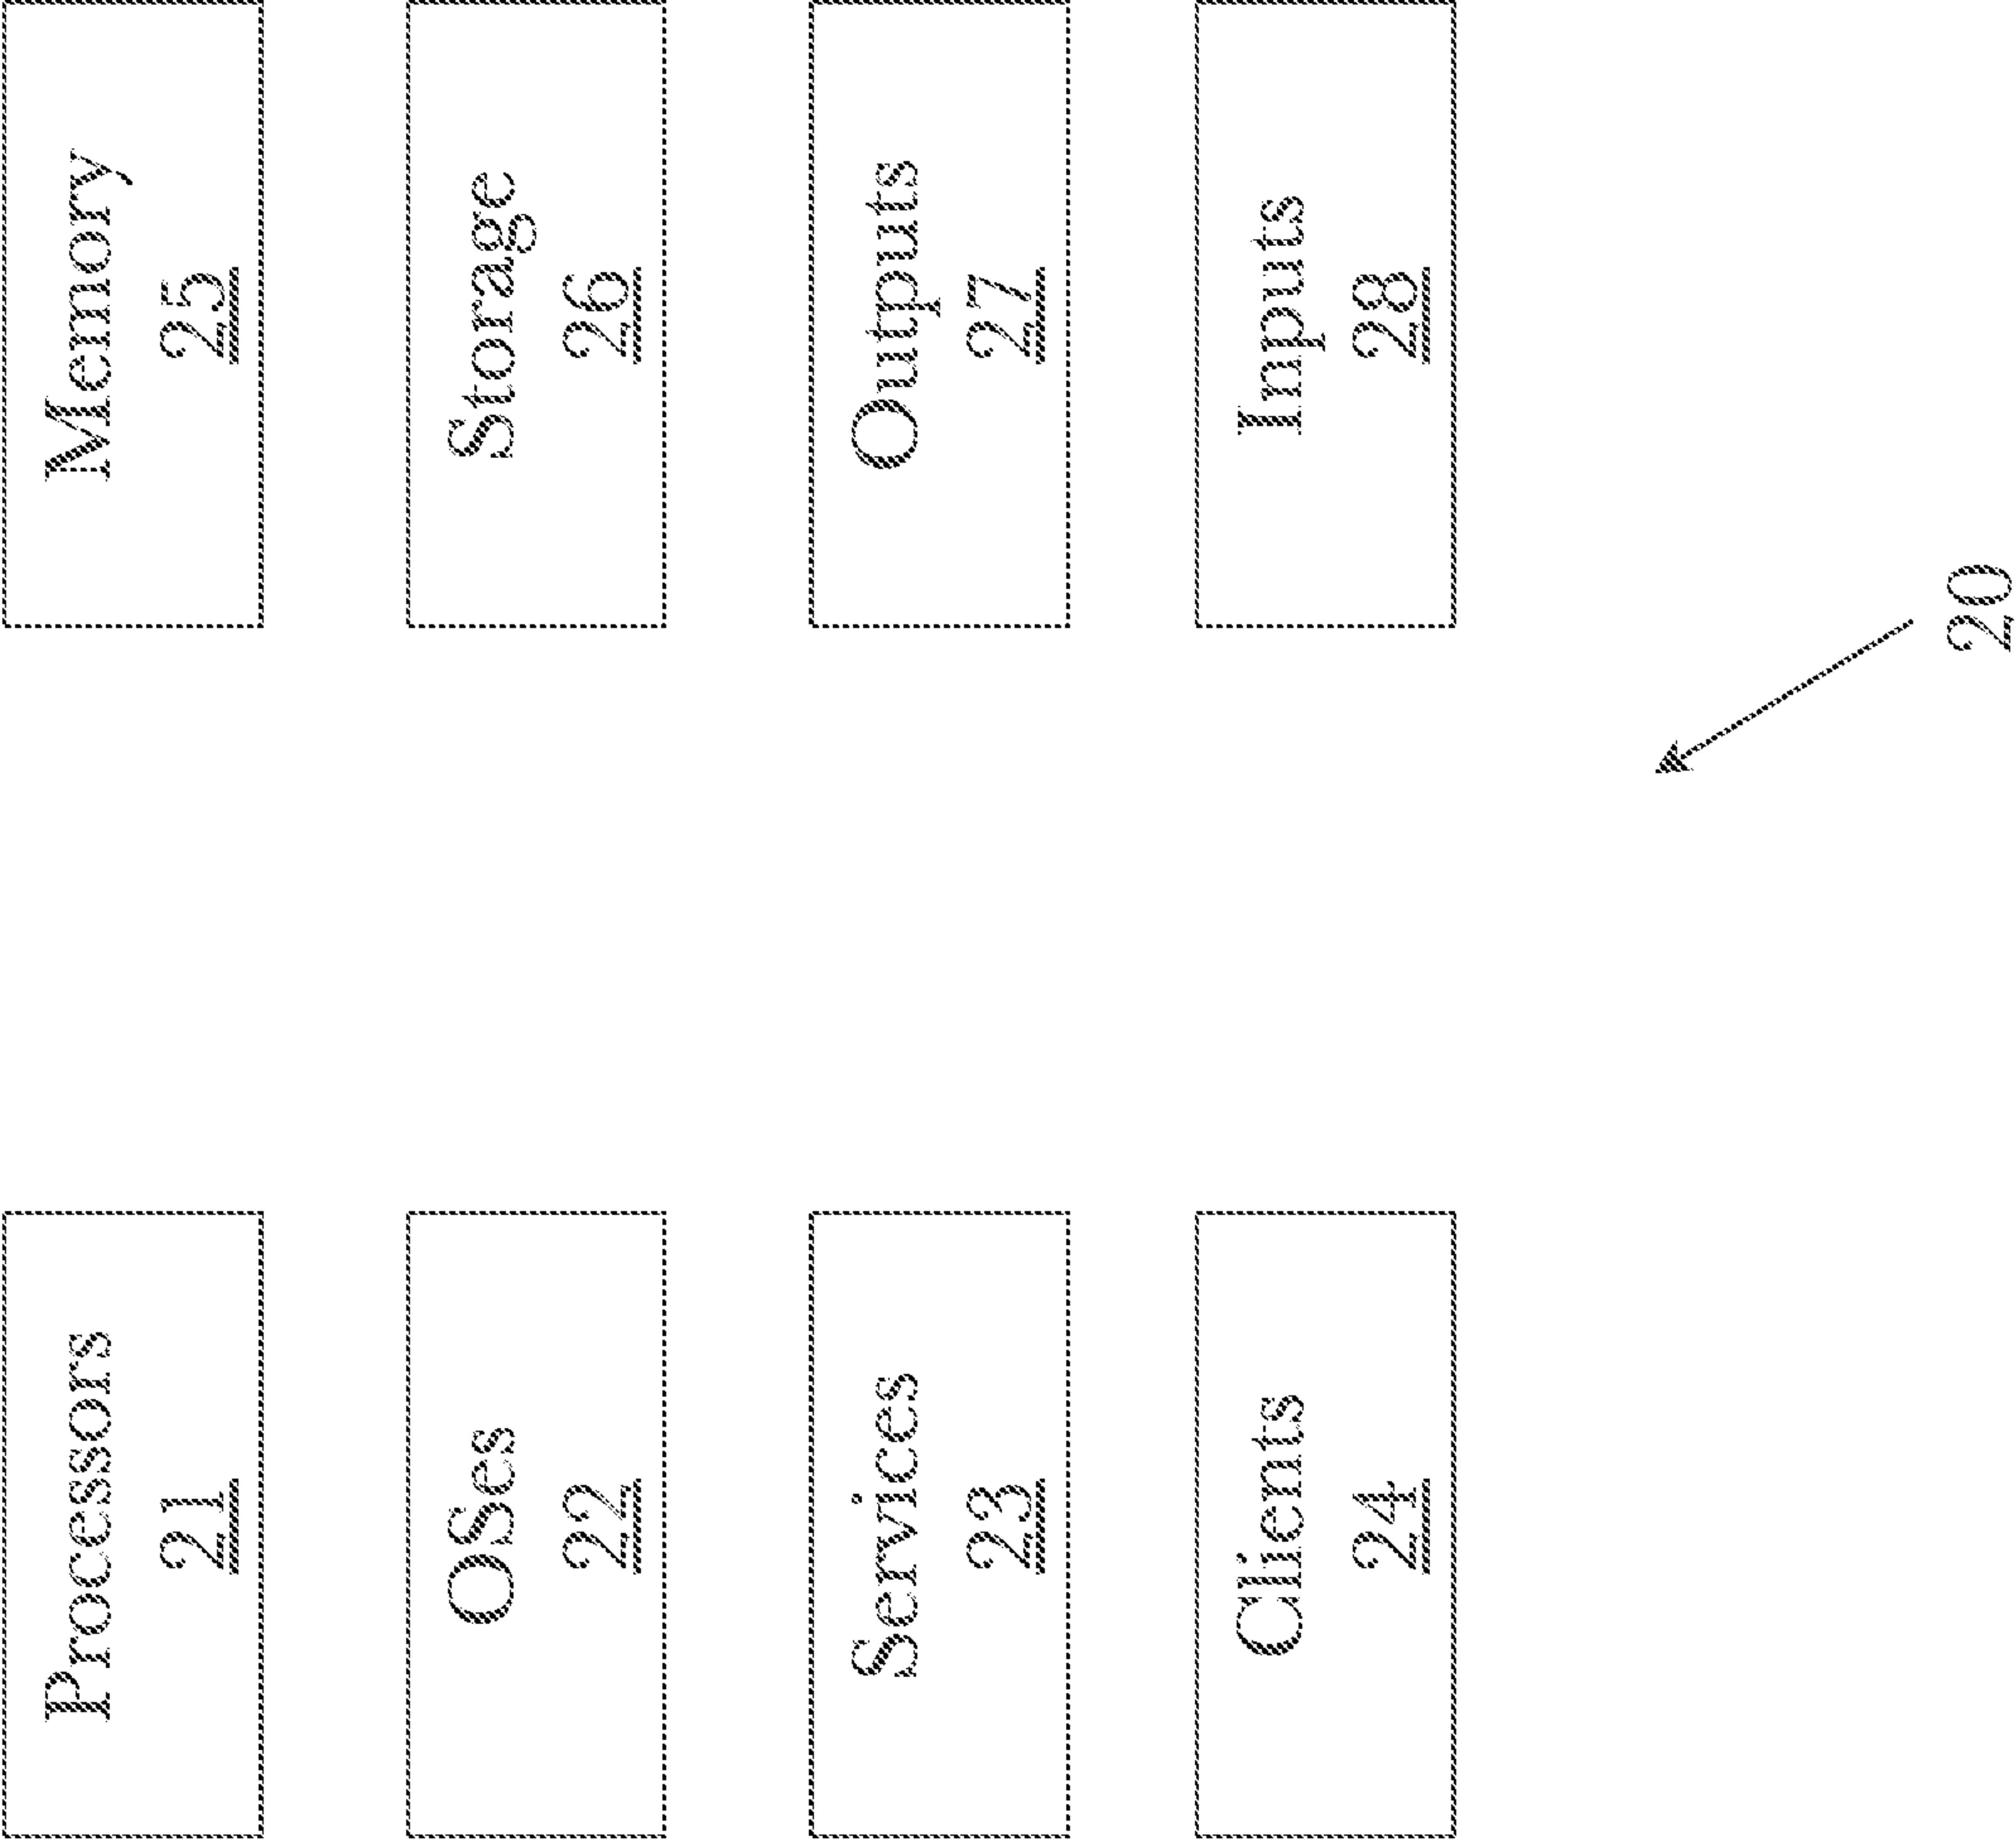 Processors
21
Memory
25
OSes
22
Storage
26
Services
23
Outputs
27
Clients
24
Inputs
28
20